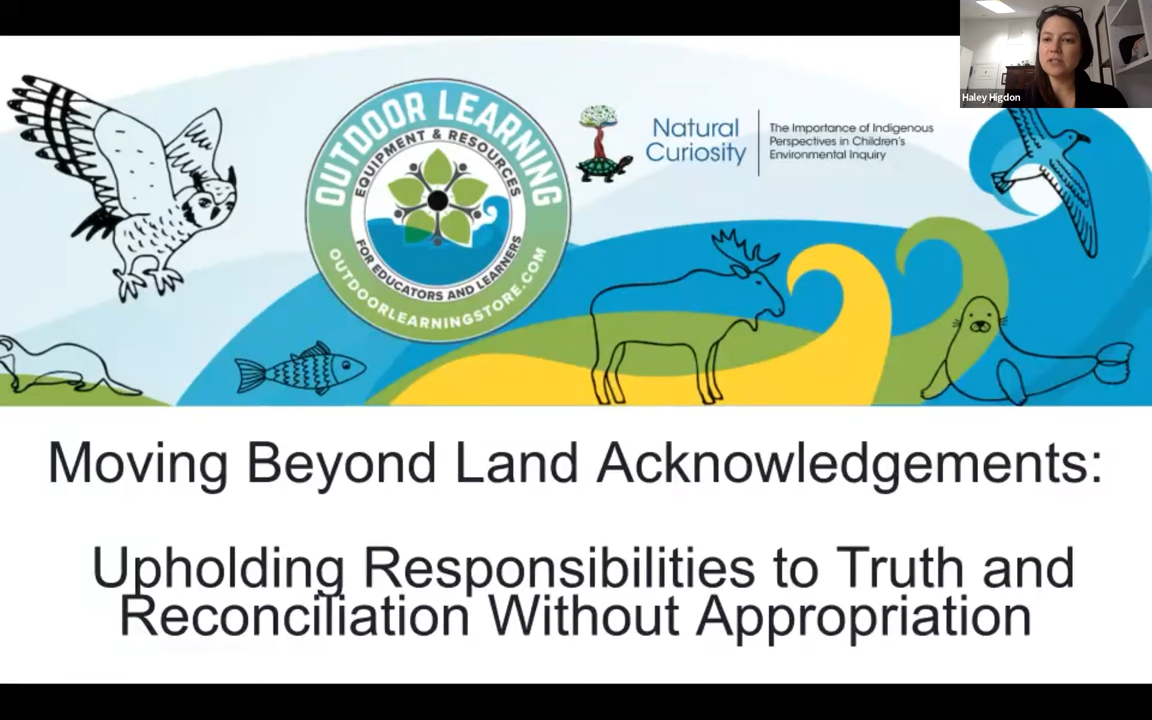 OUTDOOR LEARNING
EQUIPMENT & RESOURCES
FOR EDUCATORS AND LEARNERS
OUTDOORLEARNINGSTORE.COM
Natural
Curiosity
The Importance of Indigenous
Perspectives in Children's
Environmental Inquiry
Haley Higdon
Moving Beyond Land Acknowledgements:
Upholding Responsibilities to Truth and
Reconciliation Without Appropriation